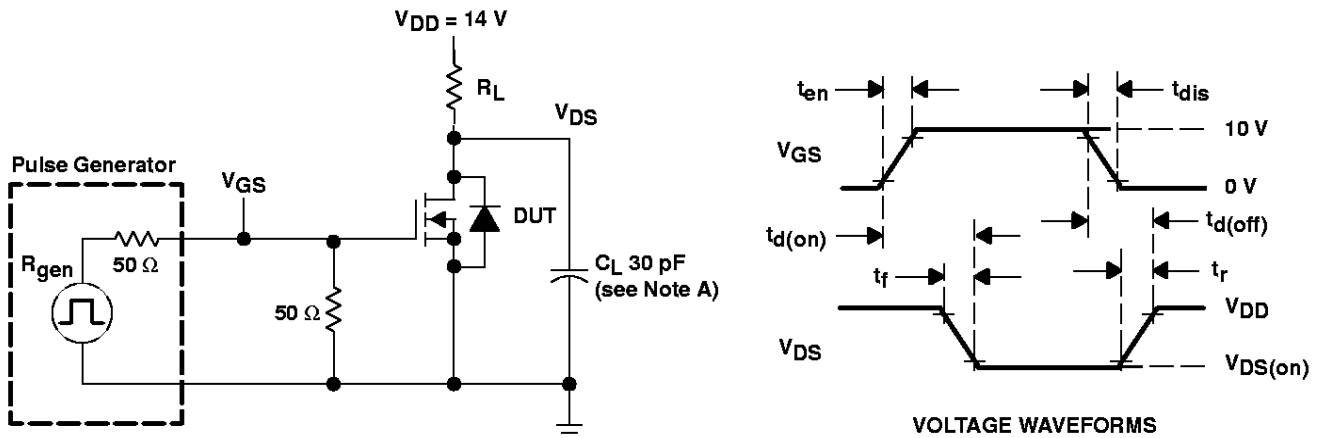 VDD = 14 V
RL
VDS
Pulse Generator
VGS
DUT
Rgen
50 Ω
50 Ω
CL 30 pF
(see Note A)
ten
tdis
10 V
VGS
0 V
td(on)
td(off)
tf
tr
VDD
VDS
VDS(on)
VOLTAGE WAVEFORMS